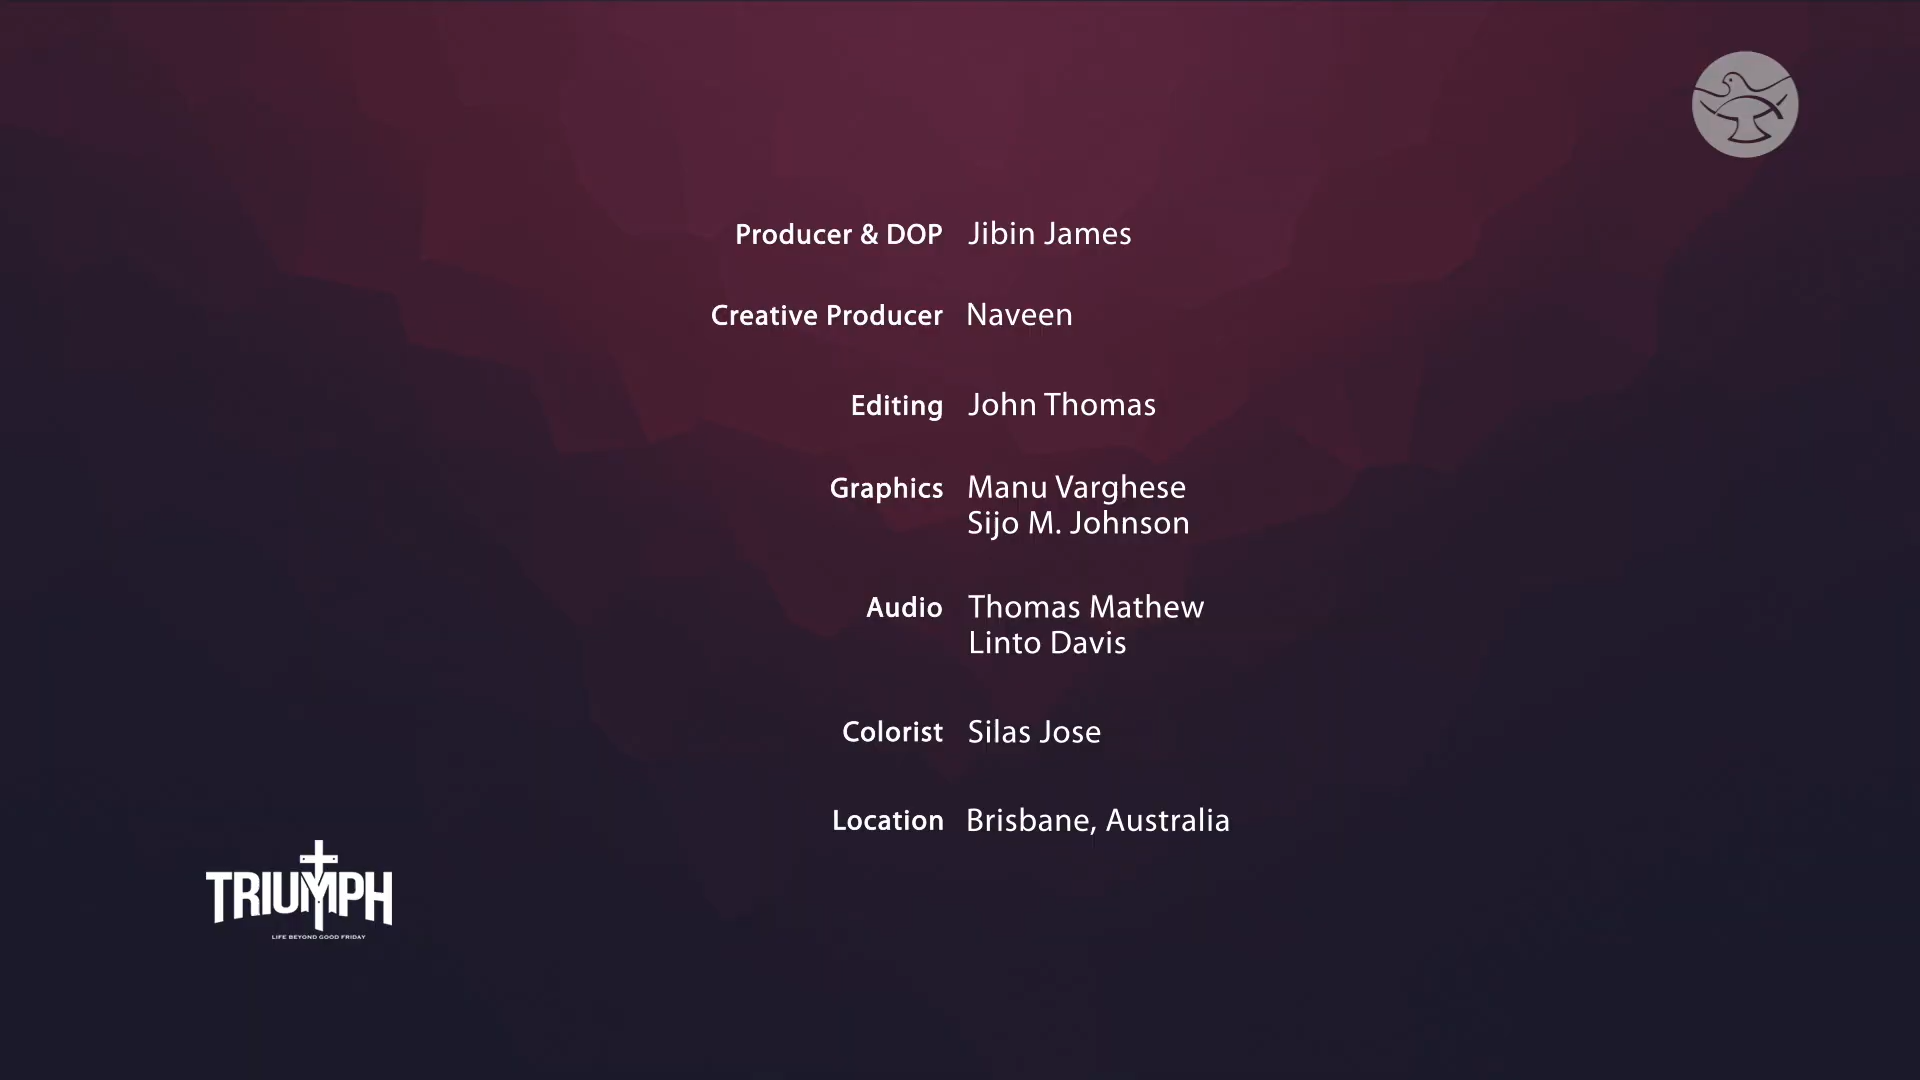 Producer & DOP Jibin James
Creative Producer Naveen
Editing John Thomas
Graphics Manu Varghese
Sijo M. Johnson
Audio Thomas Mathew
Linto Davis
Colorist Silas Jose
Location Brisbane, Australia
TRIUMPH
LIFE BEYOND GOOD FRIDAY